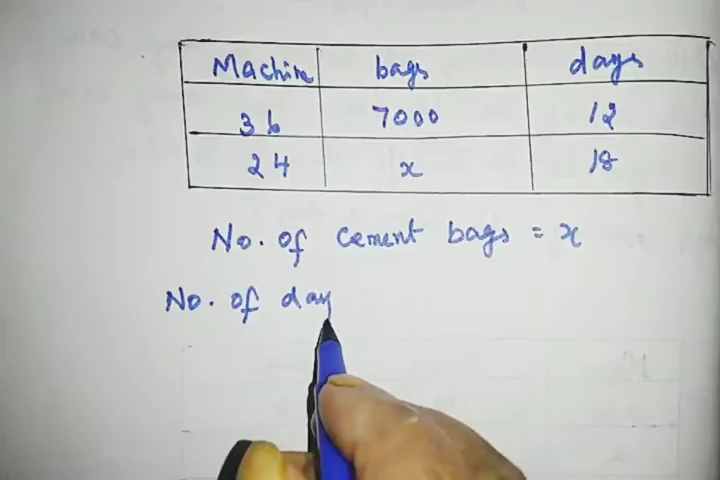 Machine bags days
36 7000 12
24 x 18
No. of cement bags = x
No. of day